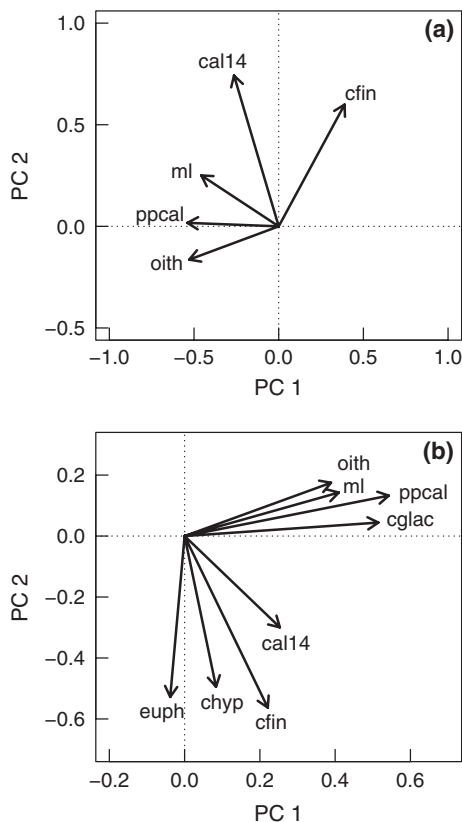 (a)
1.0
cal14
cfin
0.5
PC 2
ml
ppcal
0.0
oith
−0.5
−1.0 −0.5 0.0 0.5 1.0
PC 1
(b)
oith
0.2
ml
ppcal
cglac
0.0
PC 2
−0.2
cal14
−0.4
euph
chyp
cfin
−0.6
−0.2 0.0 0.2 0.4 0.6
PC 1